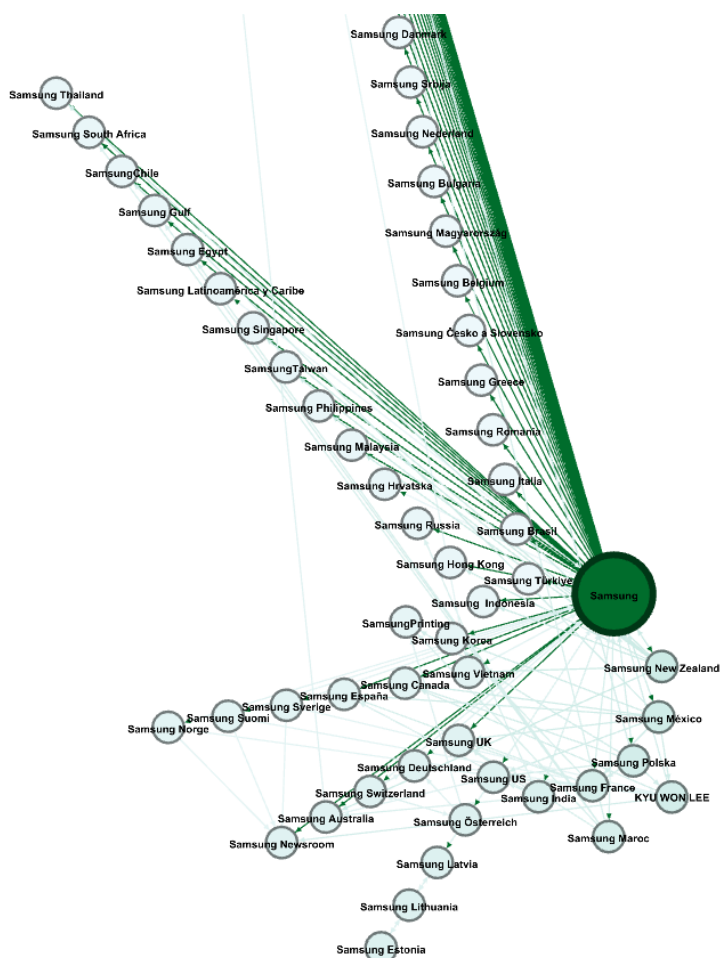 Samsung Danmark
Samsung Srbija
Samsung Thailand
Samsung South Africa
Samsung Nederland
SamsungChile
Samsung Bulgaria
Samsung Gulf
Samsung Magyarország
Samsung Egypt
Samsung Belgium
Samsung Latinoamérica y Caribe
Samsung Singapore
Samsung Česko a Slovensko
SamsungTaiwan
Samsung Greece
Samsung Philippines
Samsung Romania
Samsung Malaysia
Samsung Italia
Samsung Hrvatska
Samsung Russia
Samsung Brasil
Samsung Hong Kong
Samsung Türkiye
Samsung
Samsung Indonesia
SamsungPrinting
Samsung Korea
Samsung New Zealand
Samsung Vietnam
Samsung Canada
Samsung España
Samsung Sverige
Samsung Suomi
Samsung México
Samsung Norge
Samsung UK
Samsung Polska
Samsung Deutschland
Samsung US
Samsung France
Samsung Switzerland
Samsung India
KYU WON LEE
Samsung Australia
Samsung Österreich
Samsung Maroc
Samsung Newsroom
Samsung Latvia
Samsung Lithuania
Samsung Estonia